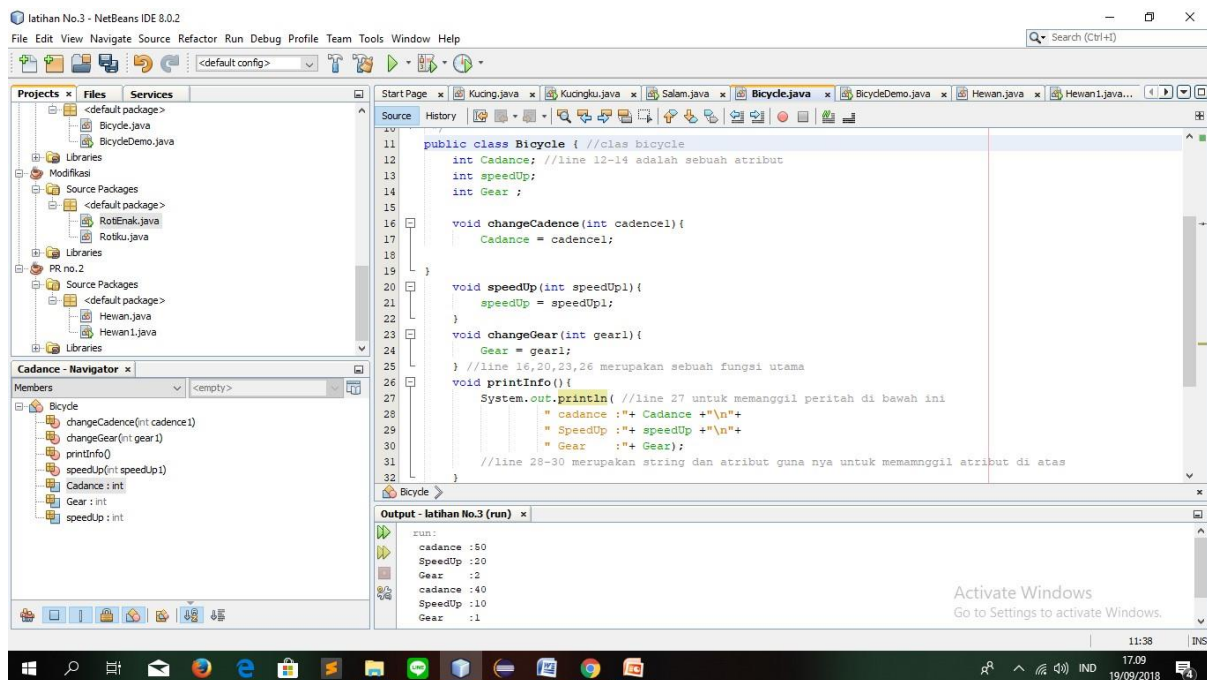 latihan No.3 - NetBeans IDE 8.0.2
File Edit View Navigate Source Refactor Run Debug Profile Team Tools Window Help
Search (Ctrl+I)
<default config>
Projects Files Services
<default package>
Bicycle.java
BicycleDemo.java
Libraries
Modifikasi
Source Packages
<default package>
RotiEnak.java
Rotiku.java
Libraries
PR no.2
Source Packages
<default package>
Hewan.java
Hewan1.java
Libraries
Cadance - Navigator
Members <empty>
Bicycle
changeCadence(int cadence1)
changeGear(int gear1)
printInfo()
speedUp(int speedUp1)
Cadance : int
Gear : int
speedUp : int
Start Page Kucing.java Kucingku.java Salam.java Bicycle.java BicycleDemo.java Hewan.java Hewan1.java...
Source History
10
11 public class Bicycle { //clas bicycle
12 int Cadance; //line 12-14 adalah sebuah atribut
13 int speedUp;
14 int Gear ;
15
16 void changeCadence(int cadence1){
17 Cadance = cadence1;
18
19 }
20 void speedUp(int speedUp1){
21 speedUp = speedUp1;
22 }
23 void changeGear(int gear1){
24 Gear = gear1;
25 } //line 16,20,23,26 merupakan sebuah fungsi utama
26 void printInfo(){
27 System.out.println( //line 27 untuk memanggil peritah di bawah ini
28 " cadance :"+ Cadance +"\n"+
29 " SpeedUp :"+ speedUp +"\n"+
30 " Gear :"+ Gear);
31 //line 28-30 merupakan string dan atribut guna nya untuk memamnggil atribut di atas
32 }
Bicycle
Output - latihan No.3 (run)
run:
cadance :50
SpeedUp :20
Gear :2
cadance :40
SpeedUp :10
Gear :1
Activate Windows
Go to Settings to activate Windows.
11:38 INS
IND
17.09
19/09/2018
4